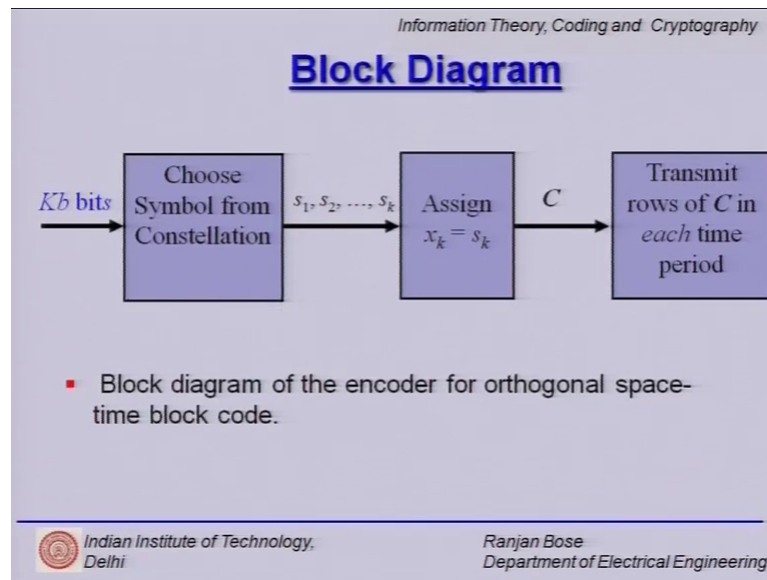 Information Theory, Coding and Cryptography
Block Diagram
Kb bits
Choose
Symbol from
Constellation
s₁, s₂, ..., sₖ
Assign
xₖ = sₖ
C
Transmit
rows of C in
each time
period
▪ Block diagram of the encoder for orthogonal space-
time block code.
Indian Institute of Technology,
Delhi
Ranjan Bose
Department of Electrical Engineering